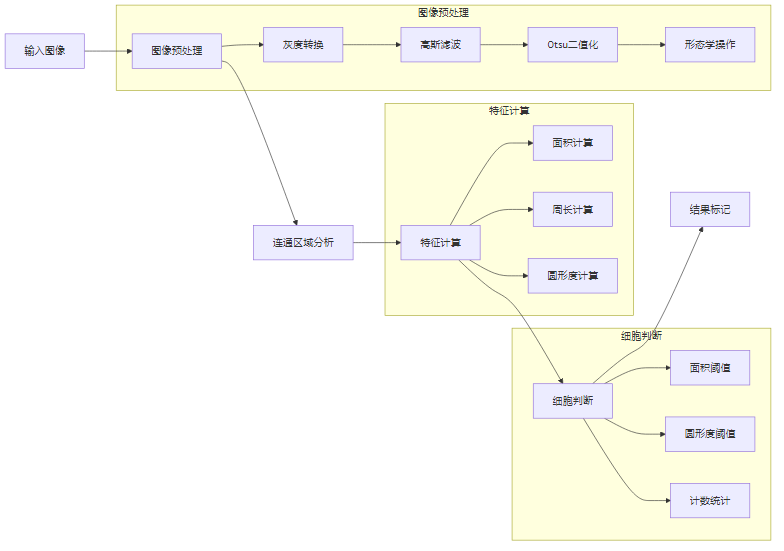 图像预处理
输入图像
图像预处理
灰度转换
高斯滤波
Otsu二值化
形态学操作
特征计算
面积计算
周长计算
结果标记
连通区域分析
特征计算
圆形度计算
细胞判断
面积阈值
细胞判断
圆形度阈值
计数统计